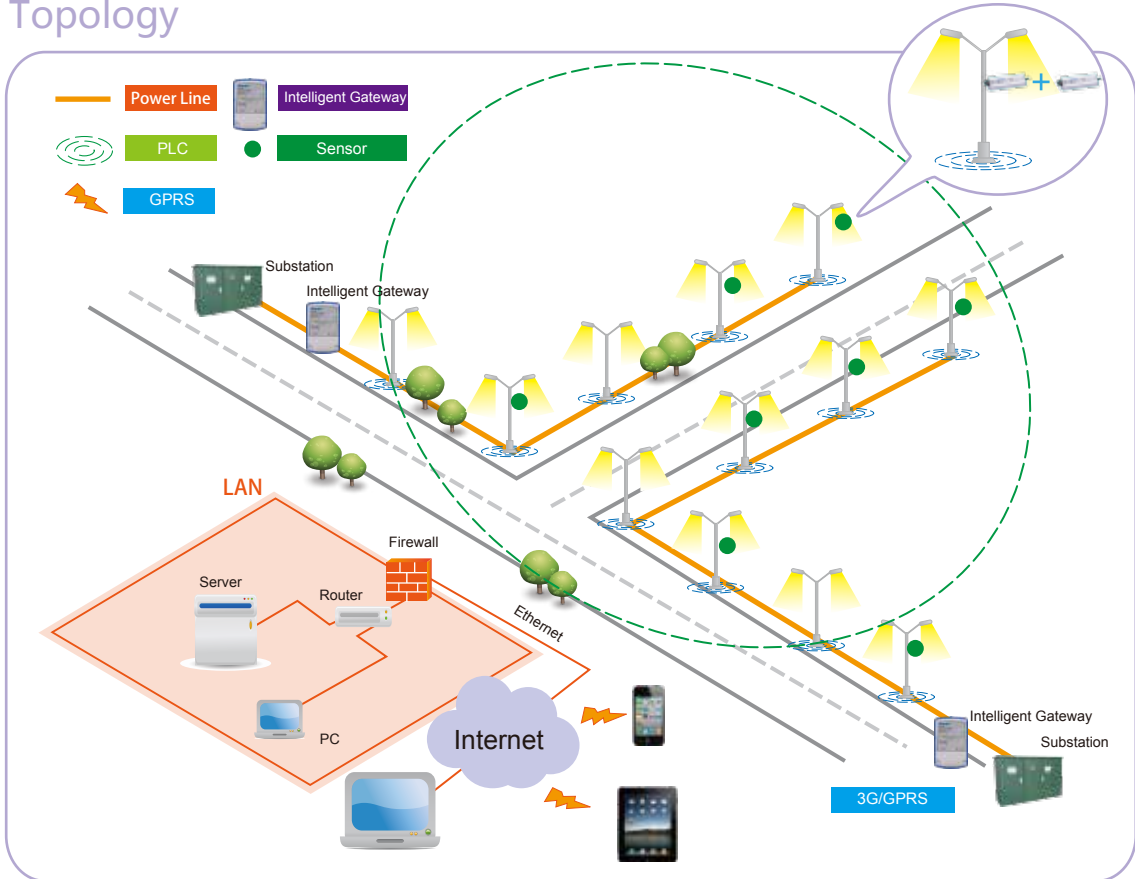 Topology
Power Line
Intelligent Gateway
PLC
Sensor
GPRS
Substation
Intelligent Gateway
LAN
Firewall
Server
Router
Ethernet
PC
Internet
Intelligent Gateway
Substation
3G/GPRS